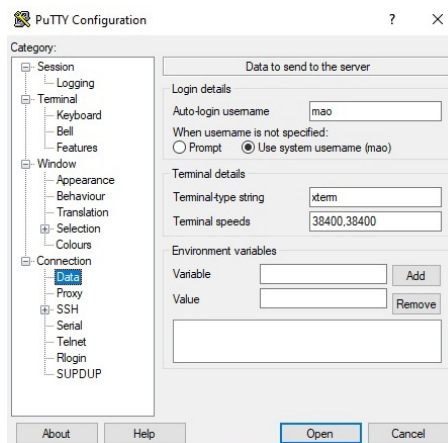 PuTTY Configuration
?
×
Category:
Session
Logging
Terminal
Keyboard
Bell
Features
Window
Appearance
Behaviour
Translation
Selection
Colours
Connection
Data
Proxy
SSH
Serial
Telnet
Rlogin
SUPDUP
Data to send to the server
Login details
Auto-login username mao
When username is not specified:
Prompt Use system username (mao)
Terminal details
Terminal-type string xterm
Terminal speeds 38400,38400
Environment variables
Variable Add
Value Remove
About Help Open Cancel